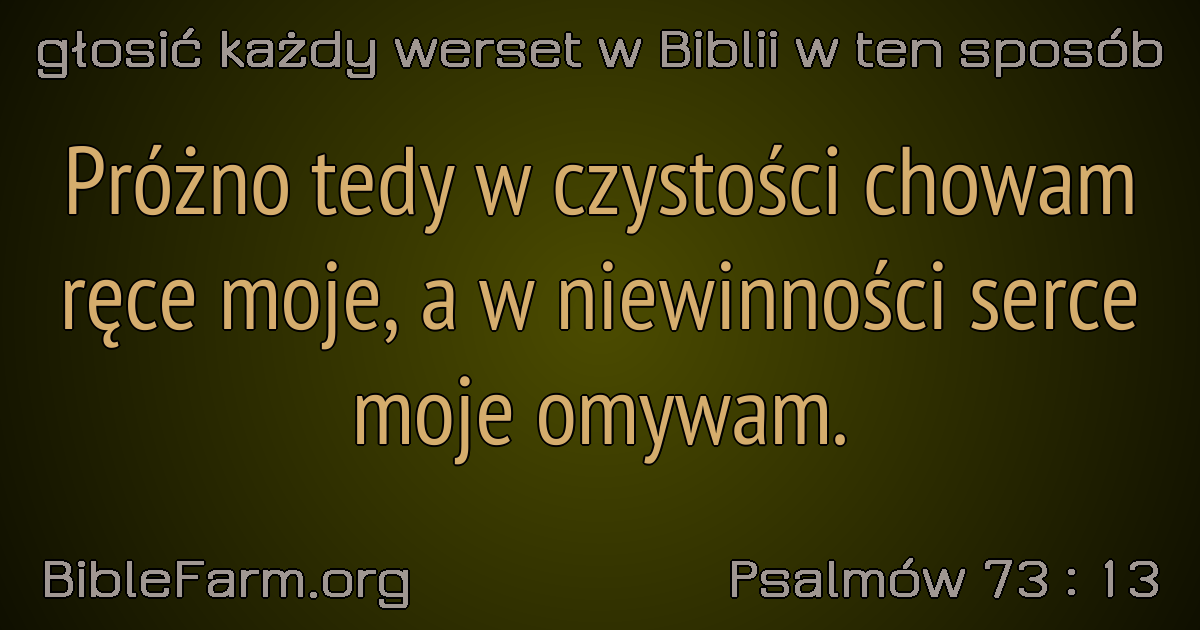 głosić każdy werset w Biblii w ten sposób
Próżno tedy w czystości chowam
ręce moje, a w niewinności serce
moje omywam.
BibleFarm.org
Psalmów 73 : 13